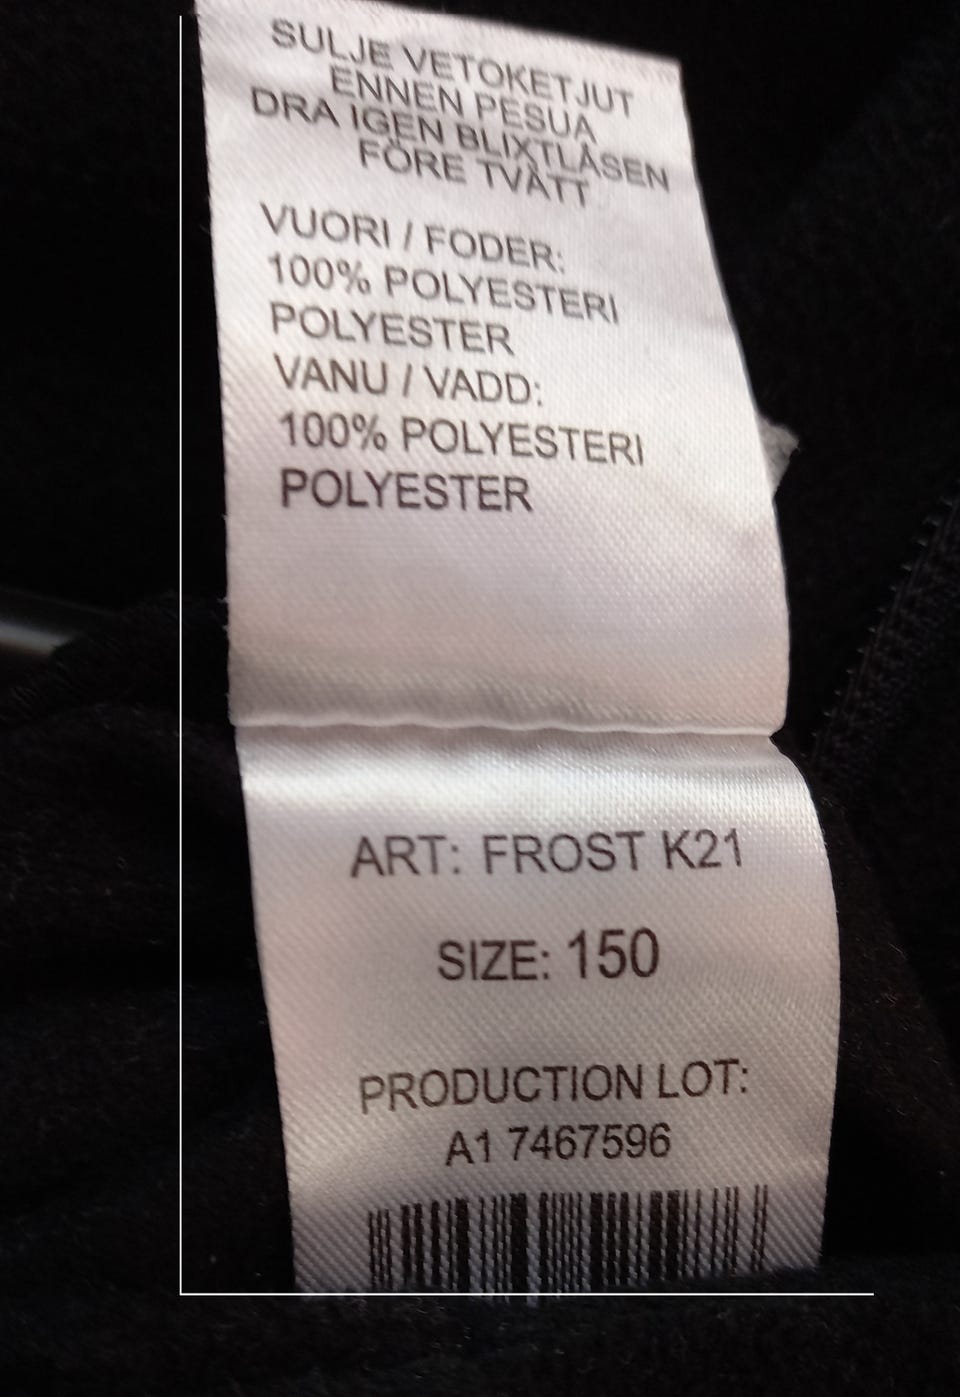 SULJE VETOKETJUT
ENNEN PESUA
DRA IGEN BLIXTLÅSEN
FÖRE TVÄTT
VUORI / FODER:
100% POLYESTERI
POLYESTER
VANU / VADD:
100% POLYESTERI
POLYESTER
ART: FROST K21
SIZE: 150
PRODUCTION LOT:
A1 7467596